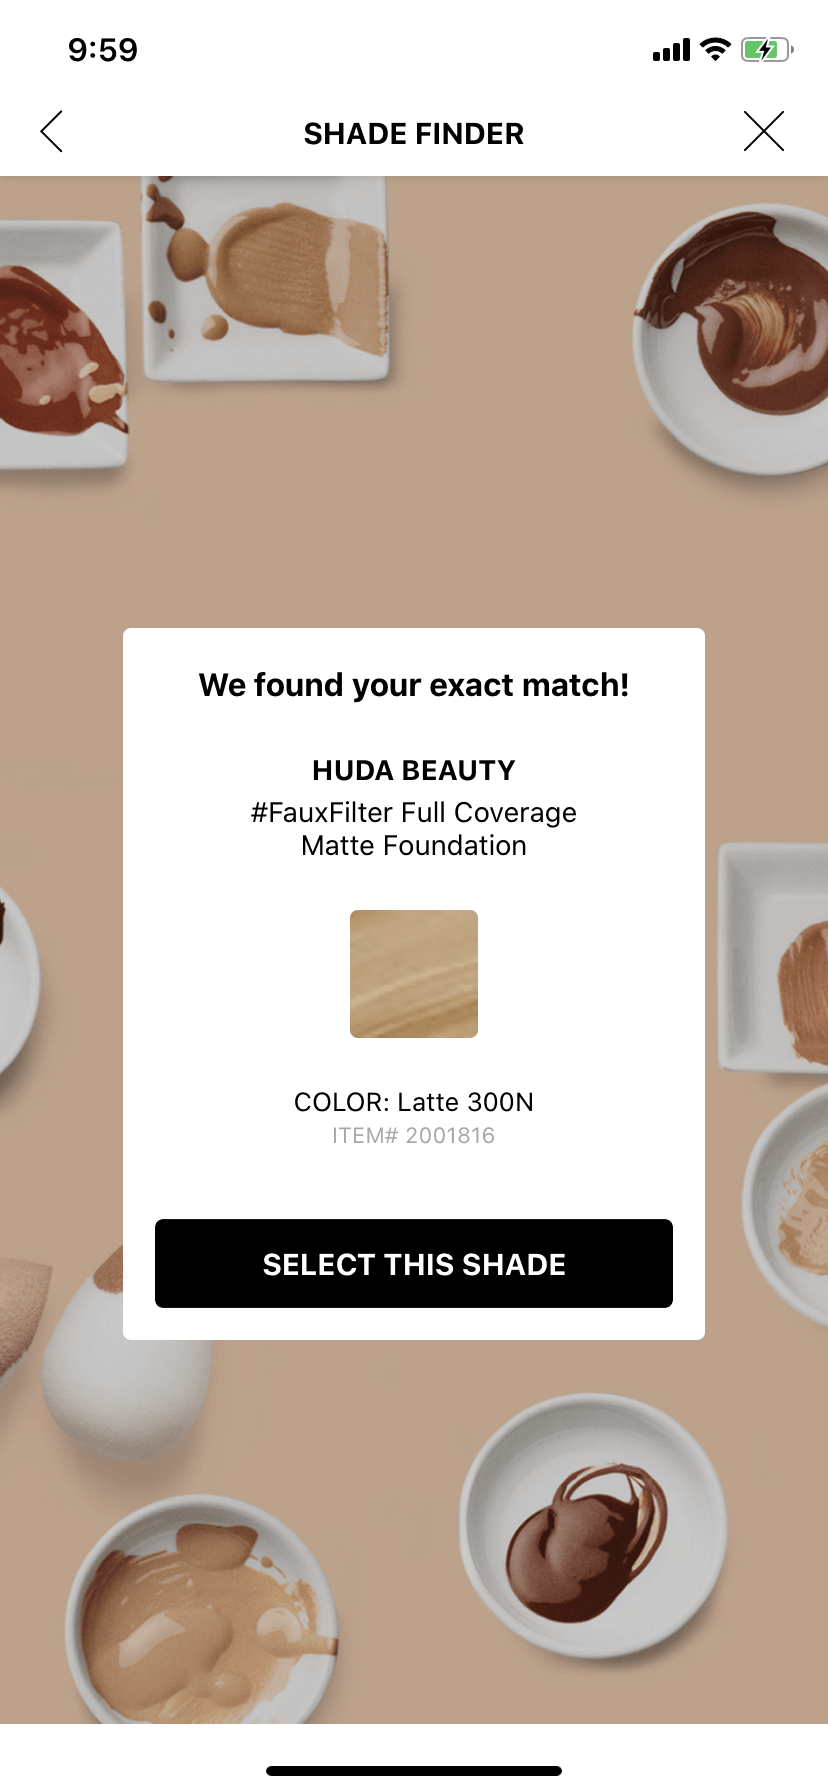 9:59
SHADE FINDER
We found your exact match!
HUDA BEAUTY
#FauxFilter Full Coverage
Matte Foundation
COLOR: Latte 300N
ITEM# 2001816
SELECT THIS SHADE